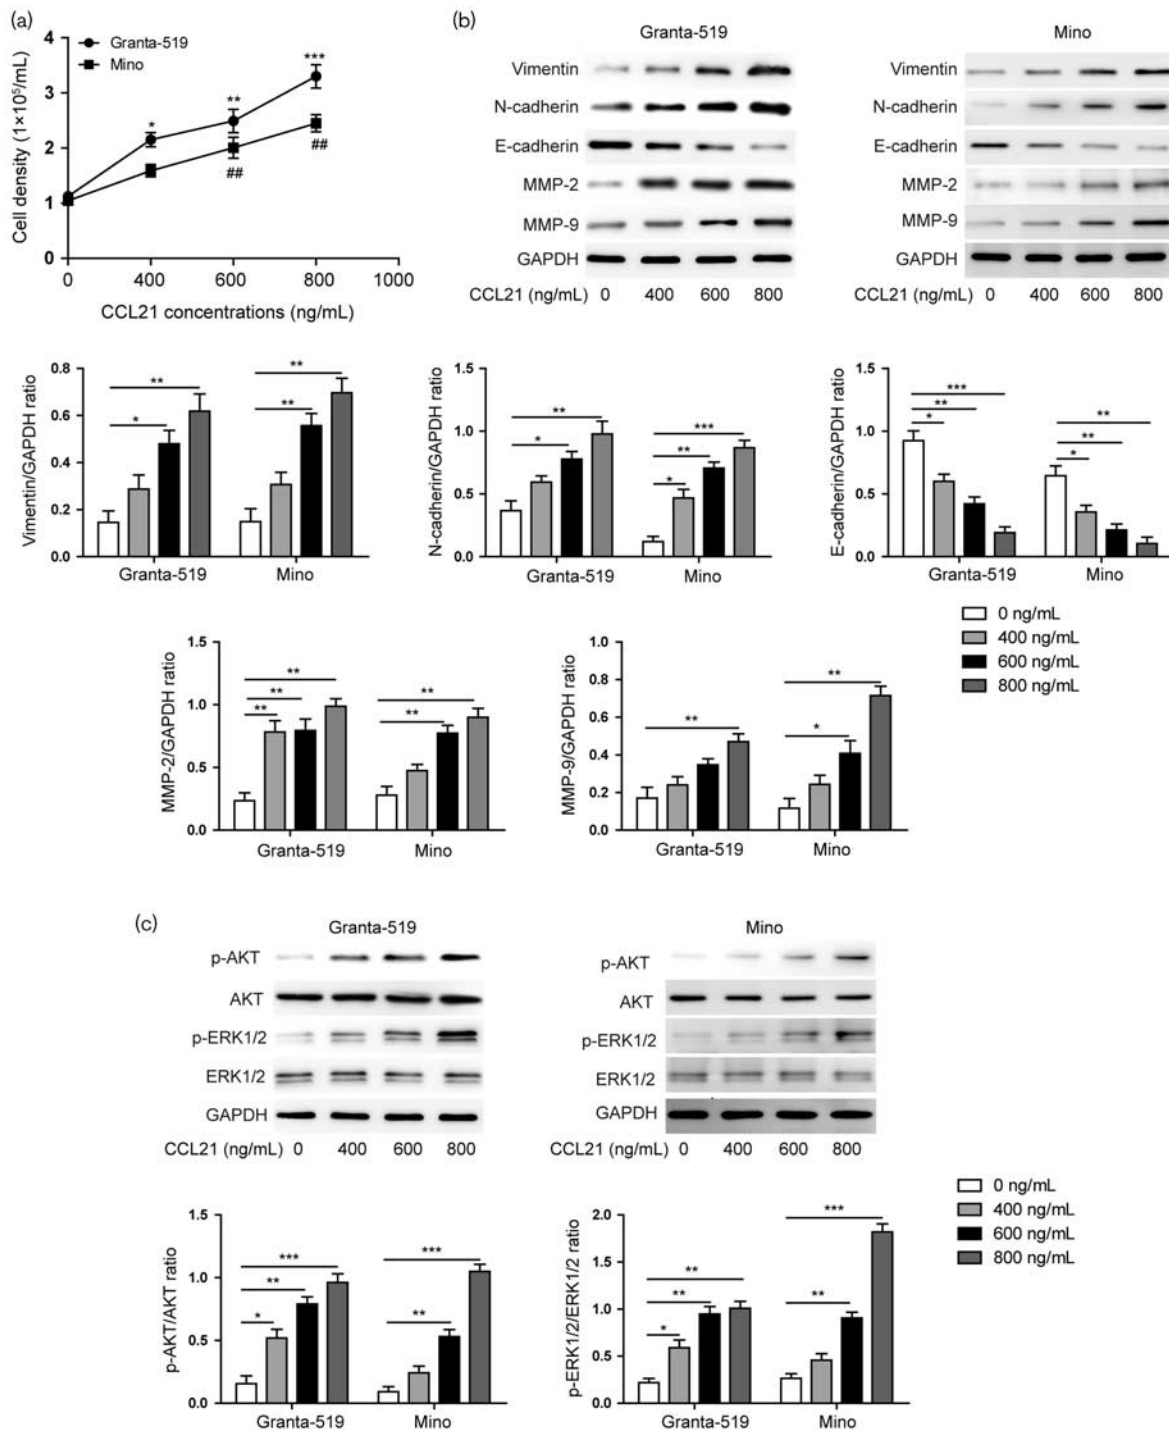 (a)
4
3
2
1
0
Cell density (1×10⁵/mL)
Granta-519
Mino
*
**
***
##
##
0 400 600 800 1000
CCL21 concentrations (ng/mL)
(b)
Granta-519
Vimentin
N-cadherin
E-cadherin
MMP-2
MMP-9
GAPDH
CCL21 (ng/mL) 0 400 600 800
Mino
Vimentin
N-cadherin
E-cadherin
MMP-2
MMP-9
GAPDH
CCL21 (ng/mL) 0 400 600 800
Vimentin/GAPDH ratio
0.8
0.6
0.4
0.2
0.0
**
*
**
**
Granta-519 Mino
N-cadherin/GAPDH ratio
1.5
1.0
0.5
0.0
**
*
***
**
*
Granta-519 Mino
E-cadherin/GAPDH ratio
1.5
1.0
0.5
0.0
***
**
*
**
**
*
Granta-519 Mino
MMP-2/GAPDH ratio
1.5
1.0
0.5
0.0
**
**
**
**
**
Granta-519 Mino
MMP-9/GAPDH ratio
1.0
0.8
0.6
0.4
0.2
0.0
**
**
*
Granta-519 Mino
0 ng/mL
400 ng/mL
600 ng/mL
800 ng/mL
(c)
Granta-519
p-AKT
AKT
p-ERK1/2
ERK1/2
GAPDH
CCL21 (ng/mL) 0 400 600 800
Mino
p-AKT
AKT
p-ERK1/2
ERK1/2
GAPDH
CCL21 (ng/mL) 0 400 600 800
p-AKT/AKT ratio
1.5
1.0
0.5
0.0
***
**
*
***
**
Granta-519 Mino
p-ERK1/2/ERK1/2 ratio
2.0
1.5
1.0
0.5
0.0
**
**
*
***
**
Granta-519 Mino
0 ng/mL
400 ng/mL
600 ng/mL
800 ng/mL